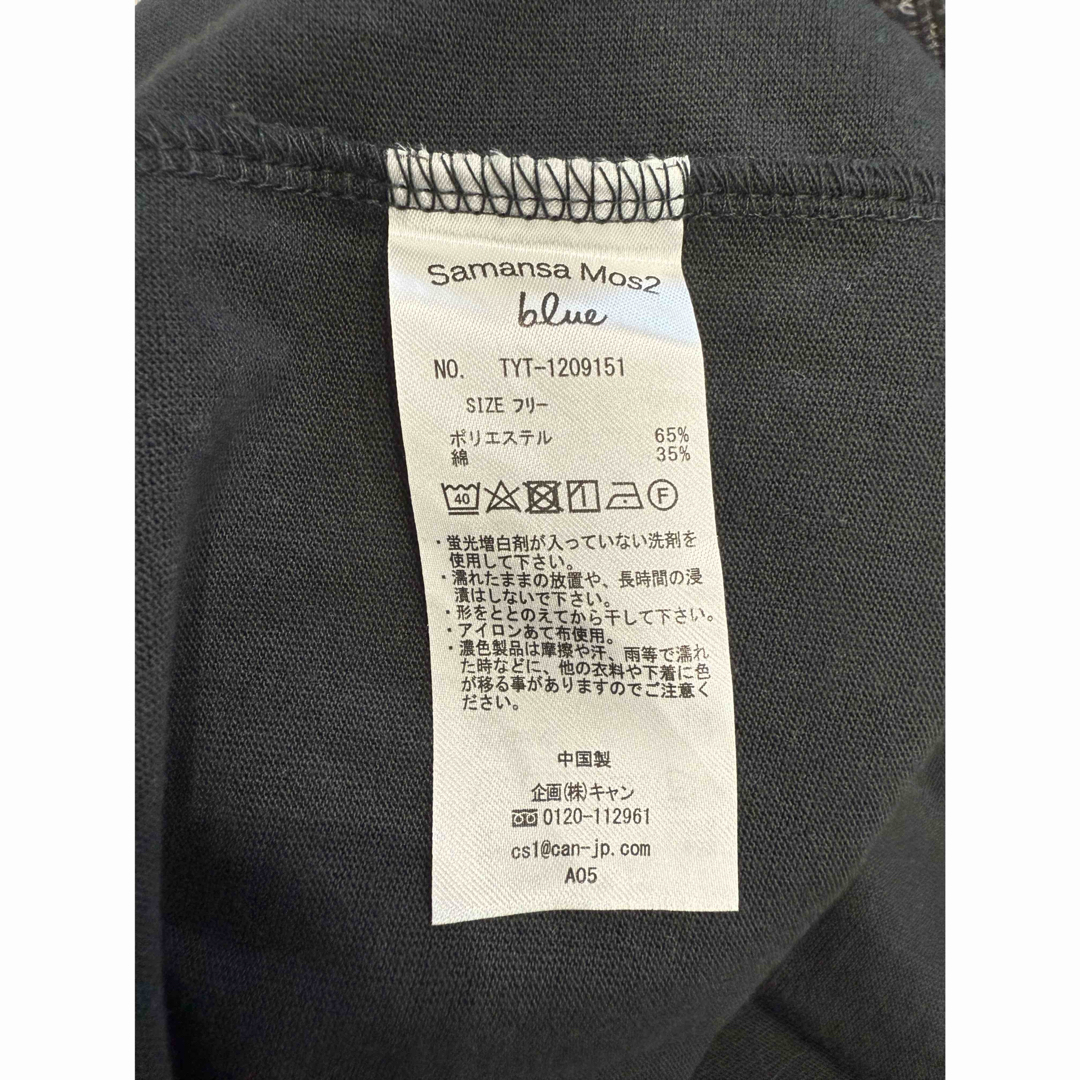 Samansa Mos2
blue
NO. TYT-1209151
SIZE フリー
ポリエステル 65%
綿 35%
40
F
・蛍光増白剤が入っていない洗剤を
使用して下さい。
・濡れたままの放置や、長時間の浸
漬はしないで下さい。
・形をととのえてから干して下さい。
・アイロンあて布使用。
・濃色製品は摩擦や汗、雨等で濡れ
た時などに、他の衣料や下着に色
が移る事がありますのでご注意く
ださい。
中国製
企画(株)キャン
0120-112961
cs1@can-jp.com
A05